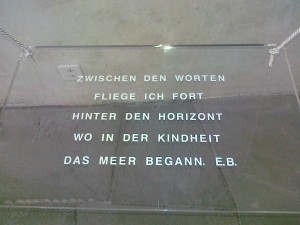 ZWISCHEN DEN WORTEN
FLIEGE ICH FORT
HINTER DEN HORIZONT
WO IN DER KINDHEIT
DAS MEER BEGANN. E.B.